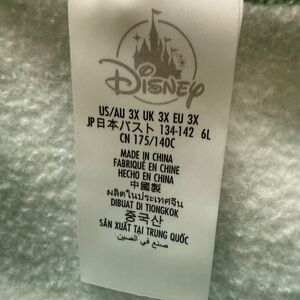 Disney
US/AU 3X UK 3X EU 3X
JP日本バスト 134-142 6L
CN 175/140C
MADE IN CHINA
FABRIQUÉ EN CHINE
HECHO EN CHINA
中國製
ผลิตในประเทศจีน
DIBUAT DI TIONGKOK
중국산
SẢN XUẤT TẠI TRUNG QUỐC
صنع في الصين